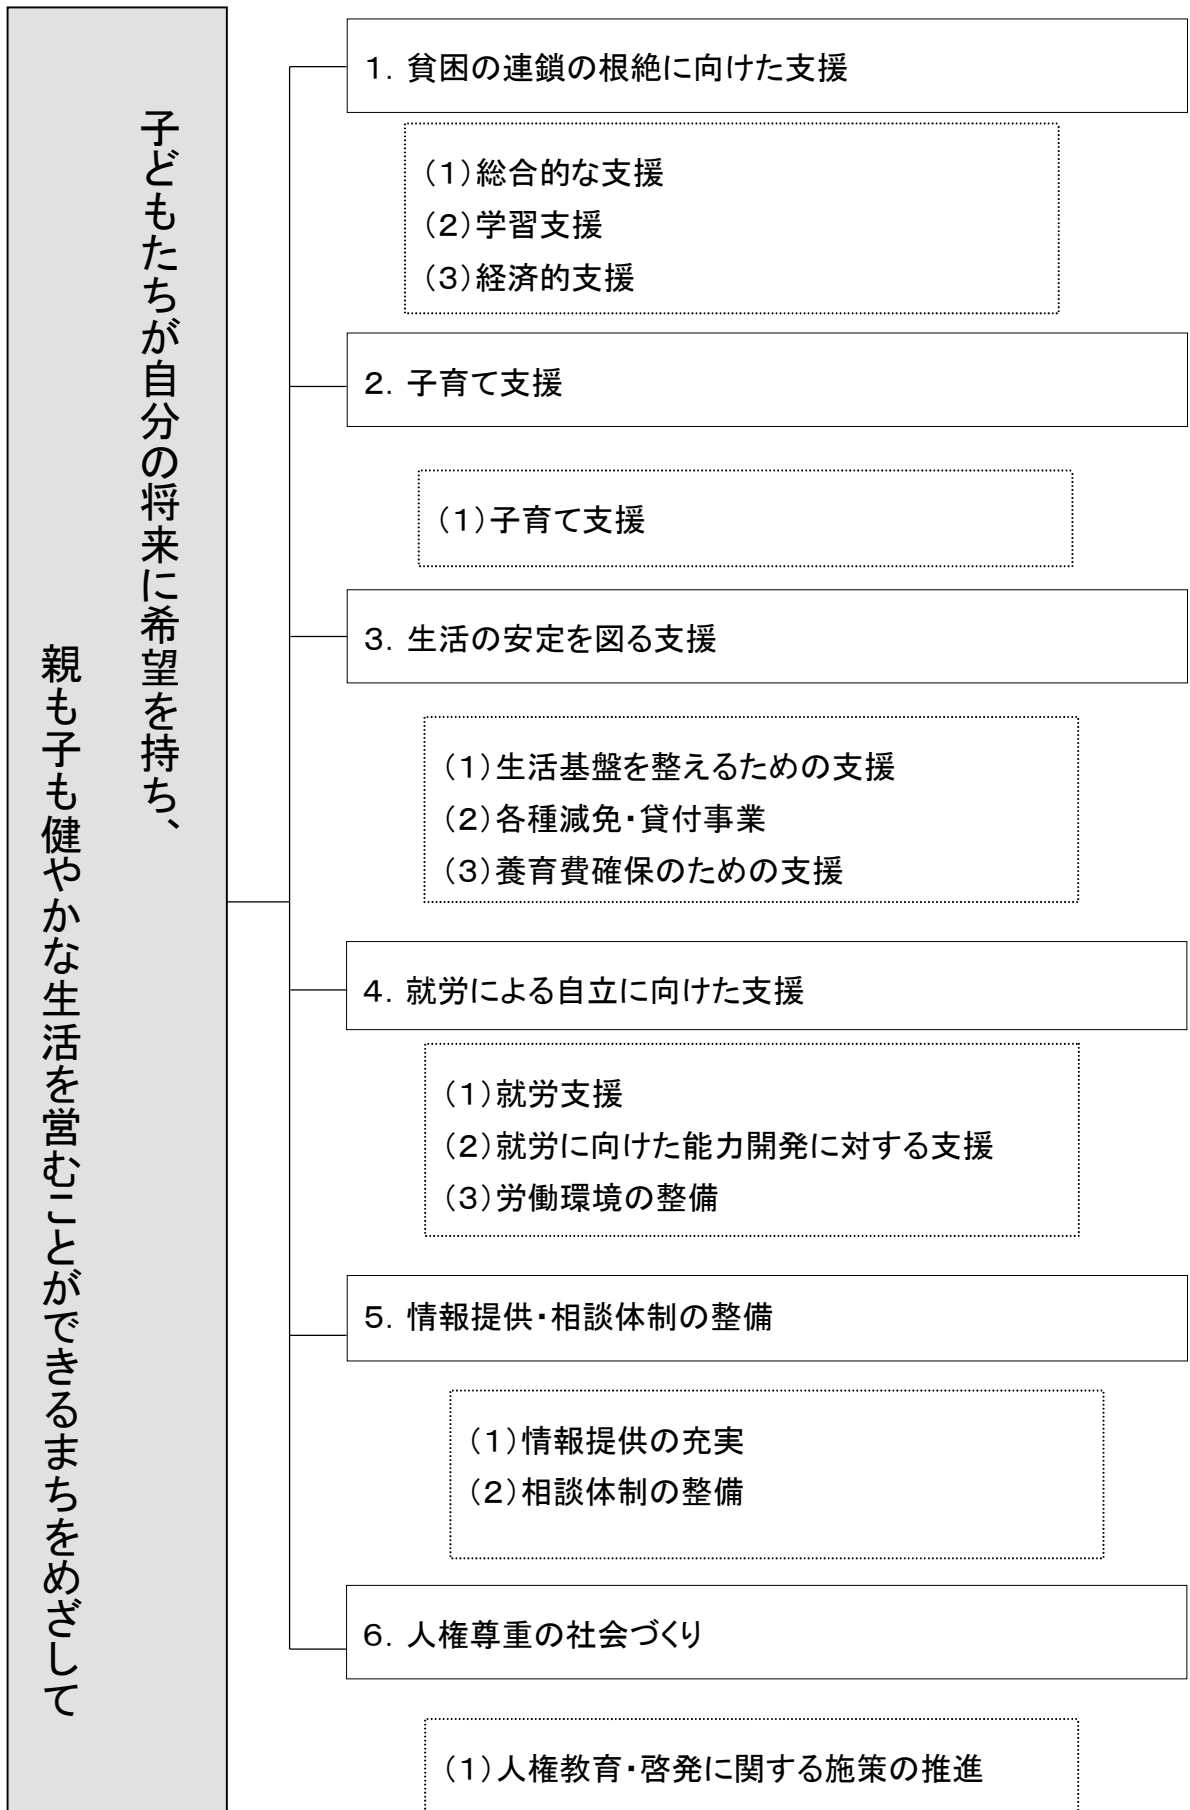 子どもたちが自分の将来に希望を持ち、
親も子も健やかな生活を営むことができるまちをめざして
１．貧困の連鎖の根絶に向けた支援
（１）総合的な支援
（２）学習支援
（３）経済的支援
２．子育て支援
（１）子育て支援
３．生活の安定を図る支援
（１）生活基盤を整えるための支援
（２）各種減免・貸付事業
（３）養育費確保のための支援
４．就労による自立に向けた支援
（１）就労支援
（２）就労に向けた能力開発に対する支援
（３）労働環境の整備
５．情報提供・相談体制の整備
（１）情報提供の充実
（２）相談体制の整備
６．人権尊重の社会づくり
（１）人権教育・啓発に関する施策の推進